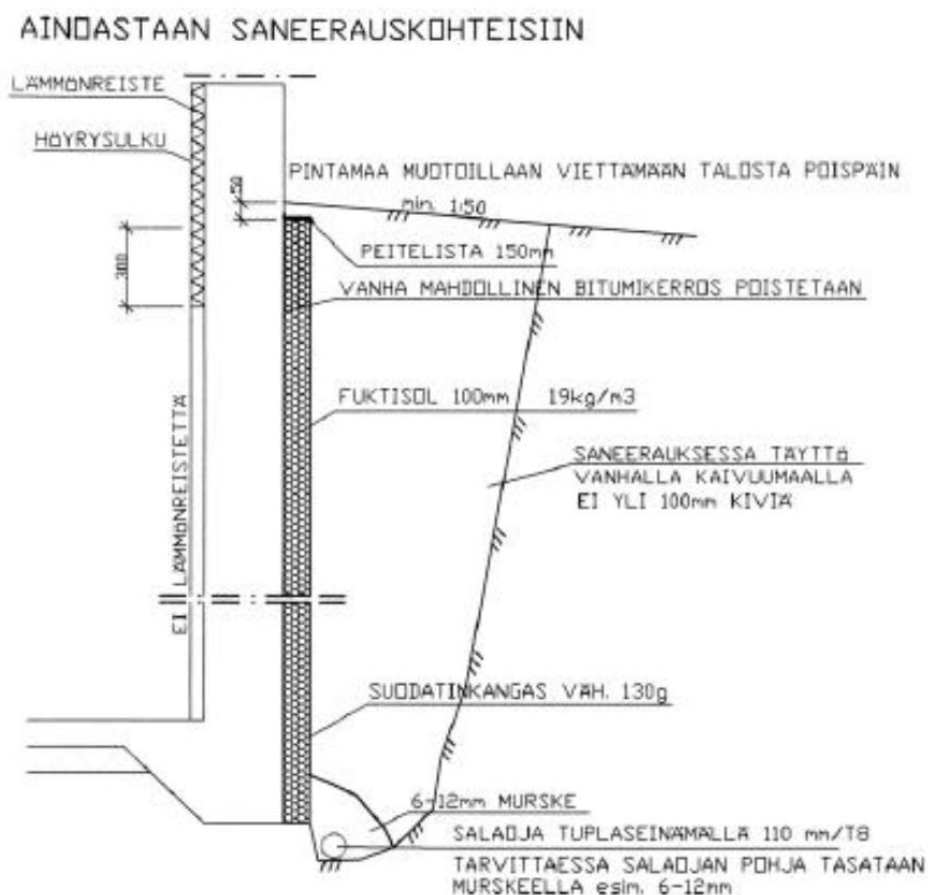 AINOASTAAN SANEERAUSKOHTEISIIN
LÄMMÖNREISTE
HÖYRYSULKU
PINTAMAA MUOTOILLAAN VIETTÄMÄÄN TALOSTA POISPÄIN
50
min. 1:50
PEITELISTA 150mm
300
VANHA MAHDOLLINEN BITUMIKERROS POISTETAAN
FUKTISOL 100mm 19kg/m3
EI LÄMMÖNREISTETTÄ
SANEERAUKSESSA TÄYTTÖ
VANHALLA KAIVUUMAALLA
EI YLI 100mm KIVIÄ
SUODATINKANGAS VÄH. 130g
6-12mm MURSKE
SALAOJA TUPLASEINÄMÄLLÄ 110 mm/T8
TARVITTAESSA SALAOJAN POHJA TASATAAN
MURSKEELLA esim. 6-12mm